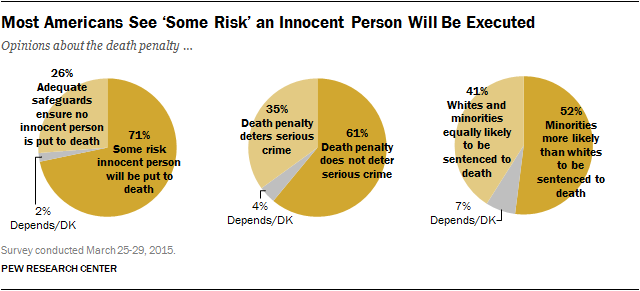 Most Americans See ‘Some Risk’ an Innocent Person Will Be Executed
Opinions about the death penalty ...
26%
Adequate
safeguards
ensure no
innocent person
is put to death
71%
Some risk
innocent person
will be put to
death
2%
Depends/DK
35%
Death penalty
deters serious
crime
61%
Death penalty
does not deter
serious crime
4%
Depends/DK
41%
Whites and
minorities
equally likely
to be
sentenced to
death
52%
Minorities
more likely
than whites
to be
sentenced to
death
7%
Depends/DK
Survey conducted March 25-29, 2015.
PEW RESEARCH CENTER